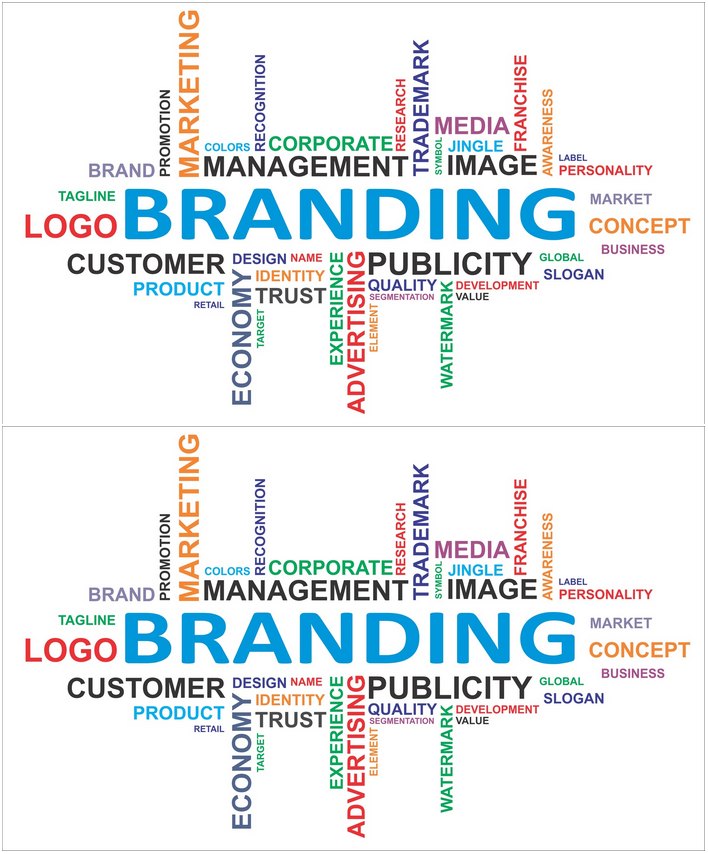 MARKETING
PROMOTION
RECOGNITION
TRADEMARK
RESEARCH
FRANCHISE
AWARENESS
MEDIA
SYMBOL
COLORS
CORPORATE
JINGLE
LABEL
BRAND
MANAGEMENT
IMAGE
PERSONALITY
TAGLINE
MARKET
LOGO
BRANDING
CONCEPT
BUSINESS
CUSTOMER
DESIGN
NAME
EXPERIENCE
ADVERTISING
PUBLICITY
GLOBAL
SLOGAN
ECONOMY
IDENTITY
PRODUCT
QUALITY
DEVELOPMENT
TRUST
SEGMENTATION
VALUE
RETAIL
TARGET
ELEMENT
WATERMARK
MARKETING
PROMOTION
RECOGNITION
TRADEMARK
RESEARCH
FRANCHISE
AWARENESS
MEDIA
SYMBOL
COLORS
CORPORATE
JINGLE
LABEL
BRAND
MANAGEMENT
IMAGE
PERSONALITY
TAGLINE
MARKET
LOGO
BRANDING
CONCEPT
BUSINESS
CUSTOMER
DESIGN
NAME
EXPERIENCE
ADVERTISING
PUBLICITY
GLOBAL
SLOGAN
ECONOMY
IDENTITY
PRODUCT
QUALITY
DEVELOPMENT
TRUST
SEGMENTATION
VALUE
RETAIL
TARGET
ELEMENT
WATERMARK